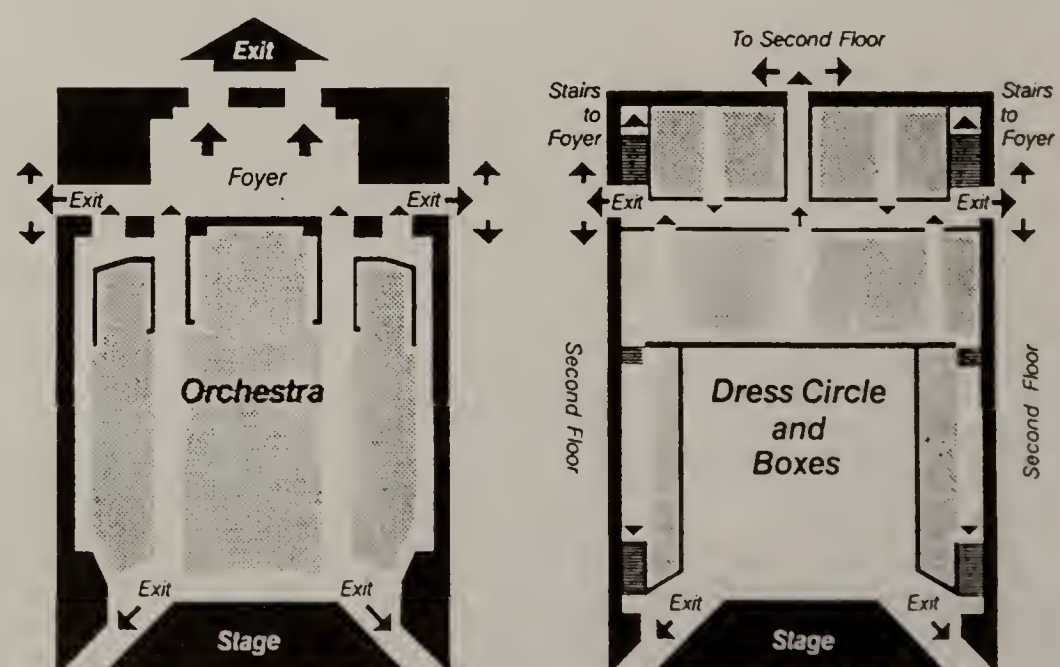 Exit
Foyer
Exit
Exit
Orchestra
Exit
Exit
Stage
To Second Floor
Stairs
to
Foyer
Stairs
to
Foyer
Exit
Exit
Second Floor
Dress Circle
and
Boxes
Second Floor
Exit
Exit
Stage